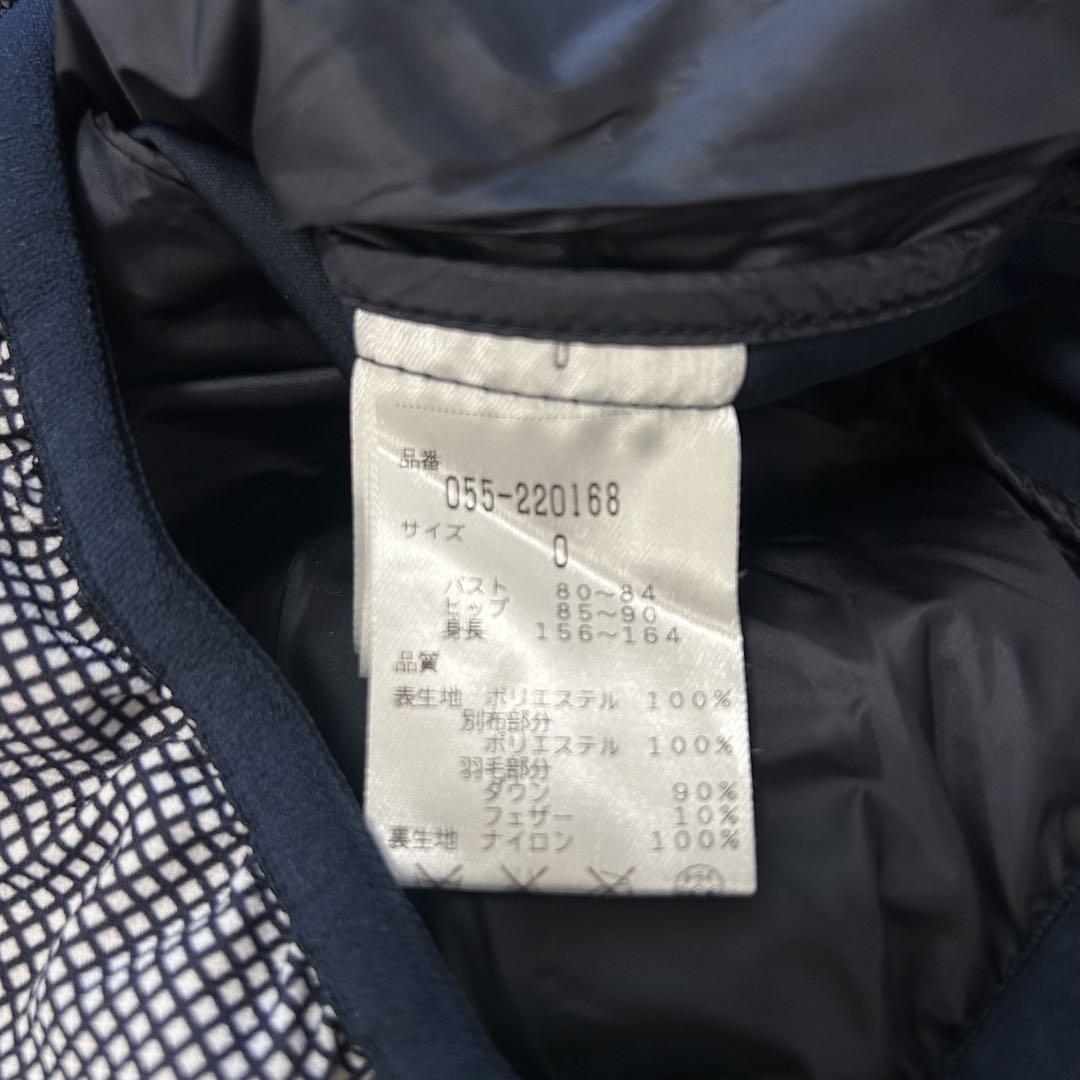 0
品番
055-220168
サイズ
0
バスト 80～84
ヒップ 85～90
身長 156～164
品質
表生地 ポリエステル 100%
別布部分
ポリエステル 100%
羽毛部分
ダウン 90%
フェザー 10%
裏生地 ナイロン 100%